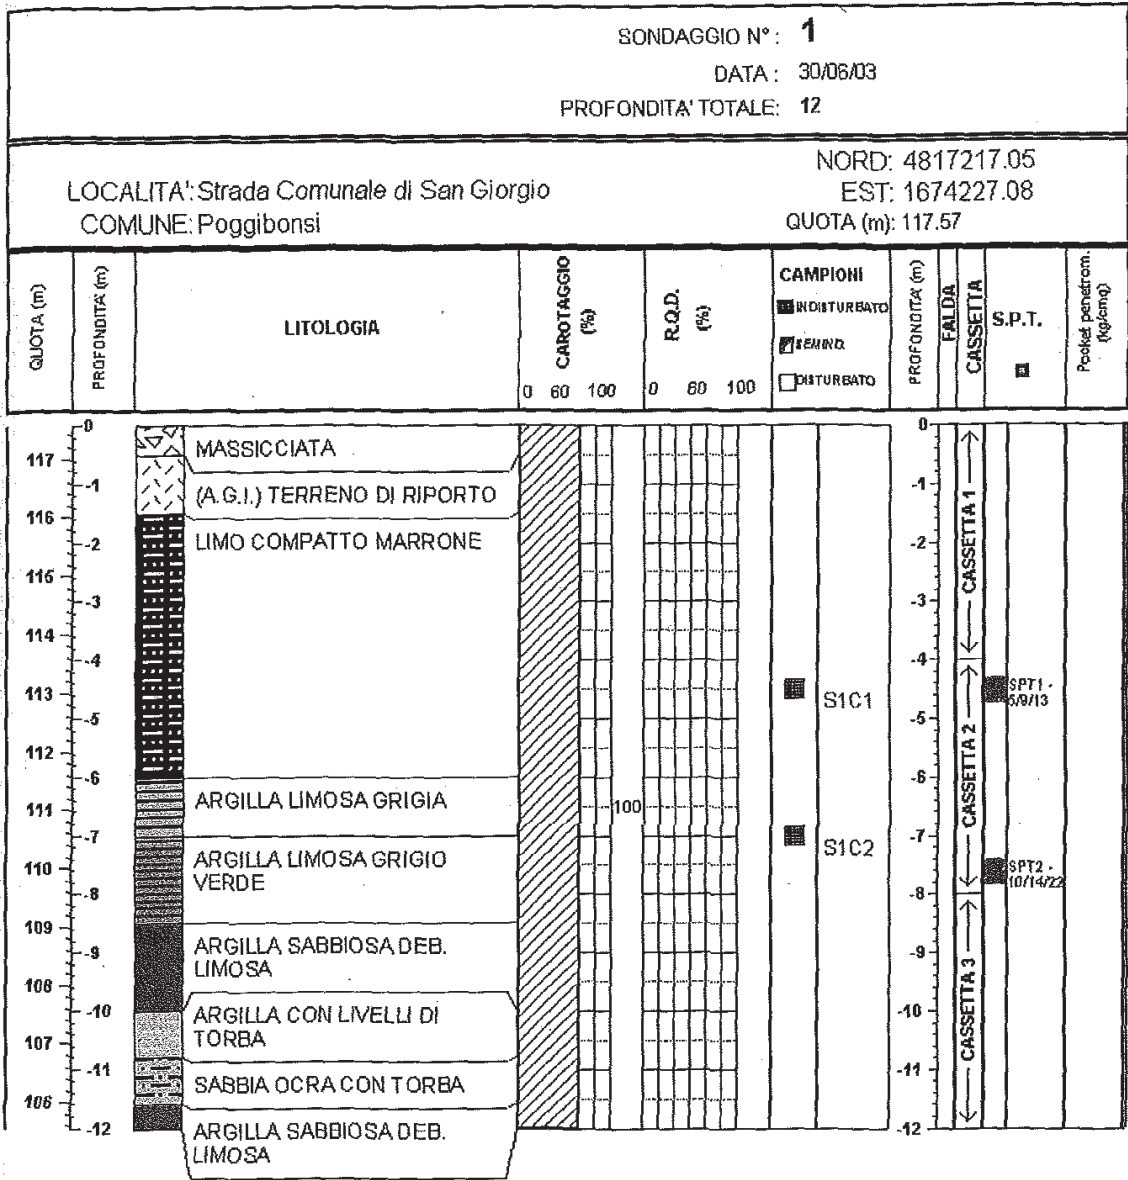 SONDAGGIO N°: 1
DATA: 30/06/03
PROFONDITA' TOTALE: 12
LOCALITA': Strada Comunale di San Giorgio
COMUNE: Poggibonsi
NORD: 4817217.05
EST: 1674227.08
QUOTA (m): 117.57
QUOTA (m)
PROFONDITA' (m)
LITOLOGIA
CAROTAGGIO (%)
0 60 100
R.Q.D. (%)
0 60 100
CAMPIONI
INDISTURBATO
RIMINO.
DISTURBATO
PROFONDITA' (m)
FALDA
CASSETTA
S.P.T.
Pocket penetrom. (kg/cmq)
117
116
115
114
113
112
111
110
109
108
107
106
0
-1
-2
-3
-4
-5
-6
-7
-8
-9
-10
-11
-12
MASSICCIATA
(A.G.I.) TERRENO DI RIPORTO
LIMO COMPATTO MARRONE
ARGILLA LIMOSA GRIGIA
ARGILLA LIMOSA GRIGIO
VERDE
ARGILLA SABBIOSA DEB.
LIMOSA
ARGILLA CON LIVELLI DI
TORBA
SABBIA OCRA CON TORBA
ARGILLA SABBIOSA DEB.
LIMOSA
100
S1C1
S1C2
0
-1
-2
-3
-4
-5
-6
-7
-8
-9
-10
-11
-12
CASSETTA 1
CASSETTA 2
CASSETTA 3
SPT1 -
5/9/13
SPT2 -
10/14/22